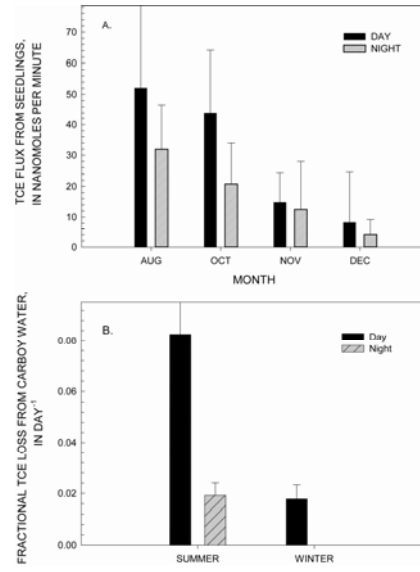 A.
DAY
NIGHT
TCE FLUX FROM SEEDLINGS,
IN NANOMOLES PER MINUTE
70
60
50
40
30
20
10
0
AUG OCT NOV DEC
MONTH
B.
Day
Night
FRACTIONAL TCE LOSS FROM CARBOY WATER,
IN DAY⁻¹
0.08
0.06
0.04
0.02
0.00
SUMMER WINTER